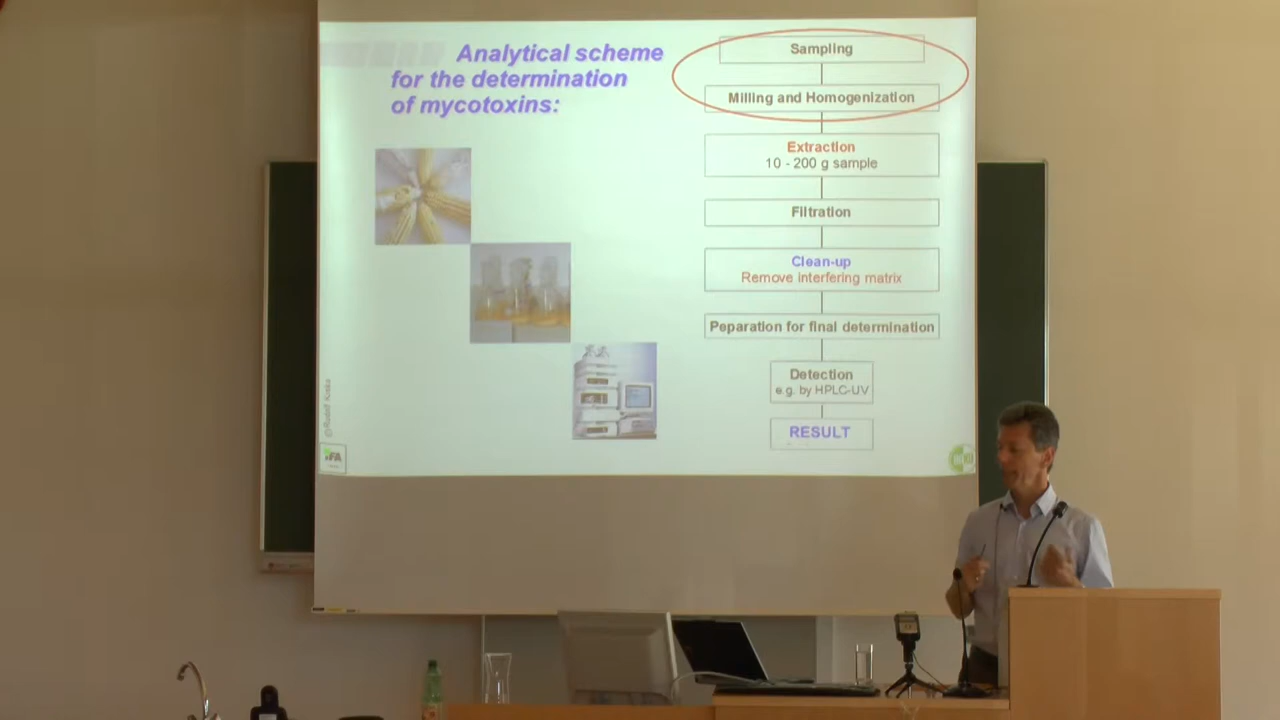 Analytical scheme
for the determination
of mycotoxins:
Sampling
Milling and Homogenization
Extraction
10 - 200 g sample
Filtration
Clean-up
Remove interfering matrix
Peparation for final determination
Detection
e.g. by HPLC-UV
RESULT
IFA